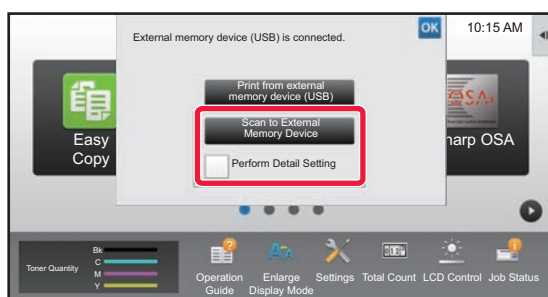 External memory device (USB) is connected.
OK
10:15 AM
Print from external
memory device (USB)
Scan to External
Memory Device
Perform Detail Setting
Easy
Copy
OSA
harp OSA
Toner Quantity
Bk
C
M
Y
Operation
Guide
Enlarge
Display Mode
Settings
Total Count
LCD Control
Job Status